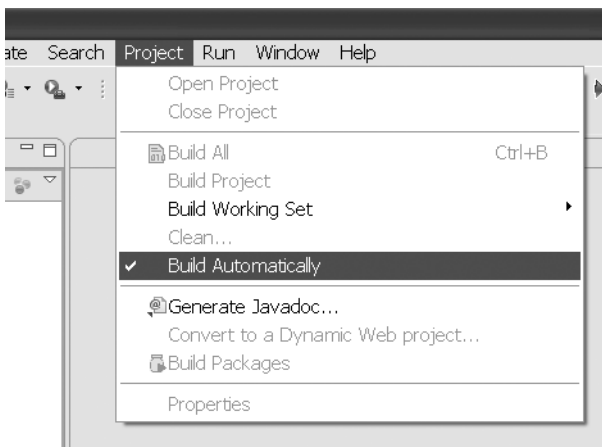 ate Search Project Run Window Help
Open Project
Close Project
Build All Ctrl+B
Build Project
Build Working Set
Clean...
Build Automatically
Generate Javadoc...
Convert to a Dynamic Web project...
Build Packages
Properties